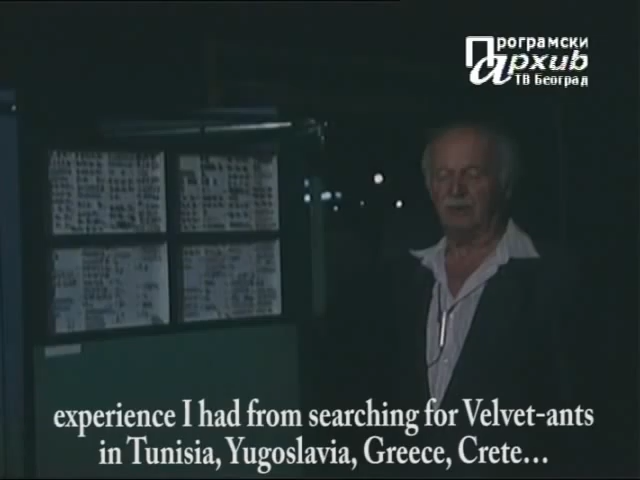 Програмски
архив
ТВ Београд
experience I had from searching for Velvet-ants
in Tunisia, Yugoslavia, Greece, Crete...